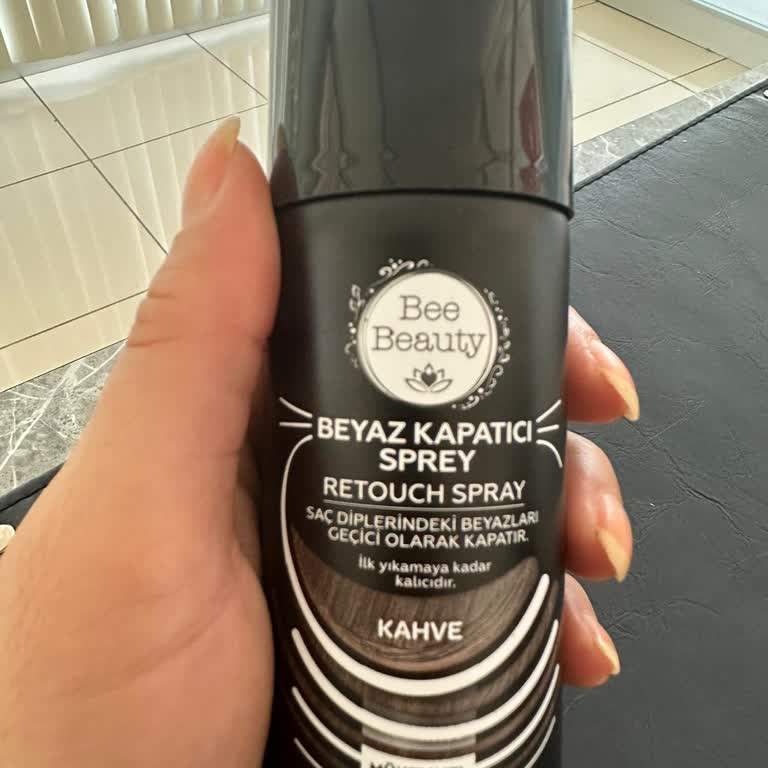 Bee
Beauty
BEYAZ KAPATICI
SPREY
RETOUCH SPRAY
SAÇ DİPLERİNDEKİ BEYAZLARI
GEÇİCİ OLARAK KAPATIR.
İlk yıkamaya kadar
kalıcıdır.
KAHVE